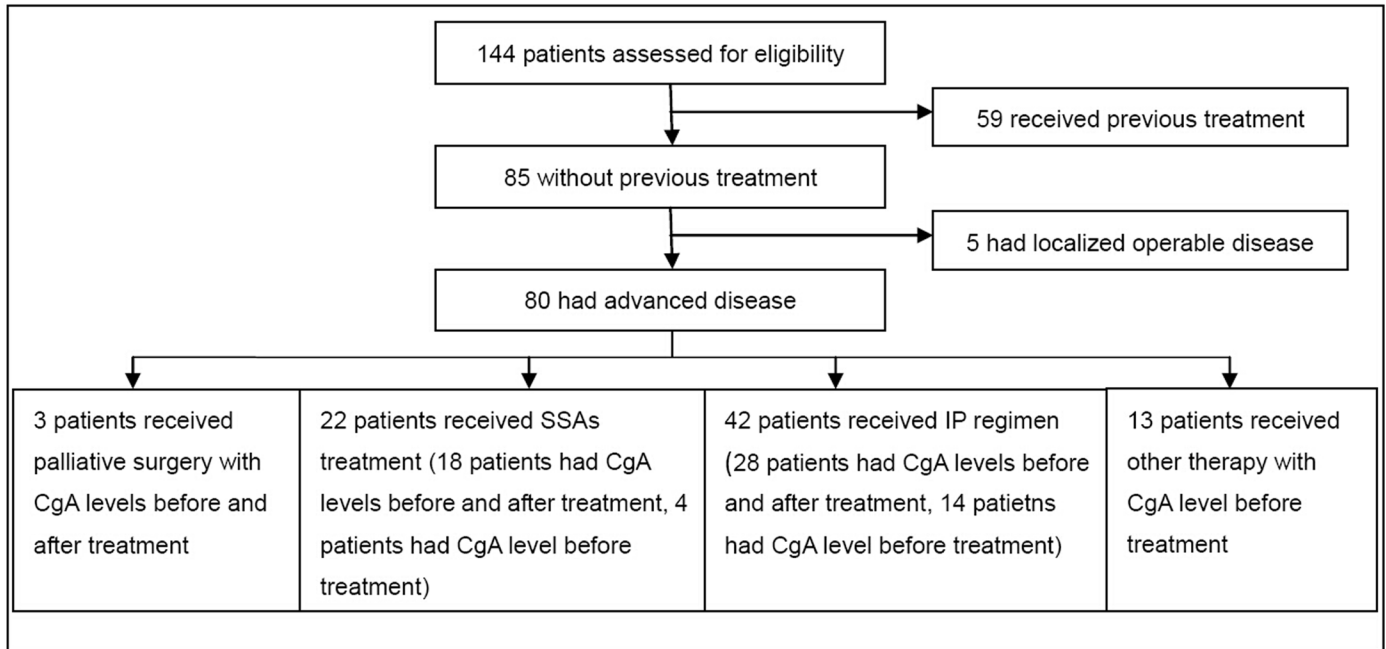 144 patients assessed for eligibility
59 received previous treatment
85 without previous treatment
5 had localized operable disease
80 had advanced disease
3 patients received
palliative surgery with
CgA levels before and
after treatment
22 patients received SSAs
treatment (18 patients had CgA
levels before and after treatment, 4
patients had CgA level before
treatment)
42 patients received IP regimen
(28 patients had CgA levels before
and after treatment, 14 patietns
had CgA level before treatment)
13 patients received
other therapy with
CgA level before
treatment